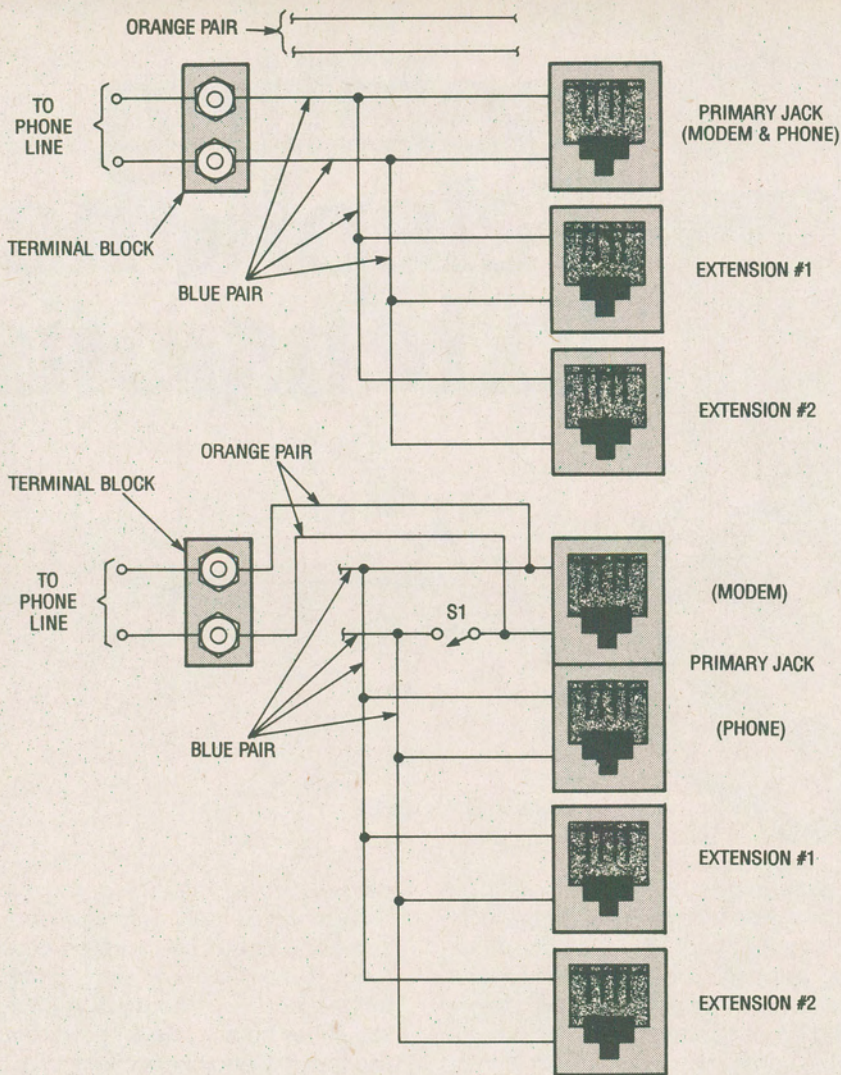 ORANGE PAIR
TO
PHONE
LINE
PRIMARY JACK
(MODEM & PHONE)
TERMINAL BLOCK
BLUE PAIR
EXTENSION #1
EXTENSION #2
ORANGE PAIR
TERMINAL BLOCK
TO
PHONE
LINE
S1
(MODEM)
PRIMARY JACK
(PHONE)
BLUE PAIR
EXTENSION #1
EXTENSION #2